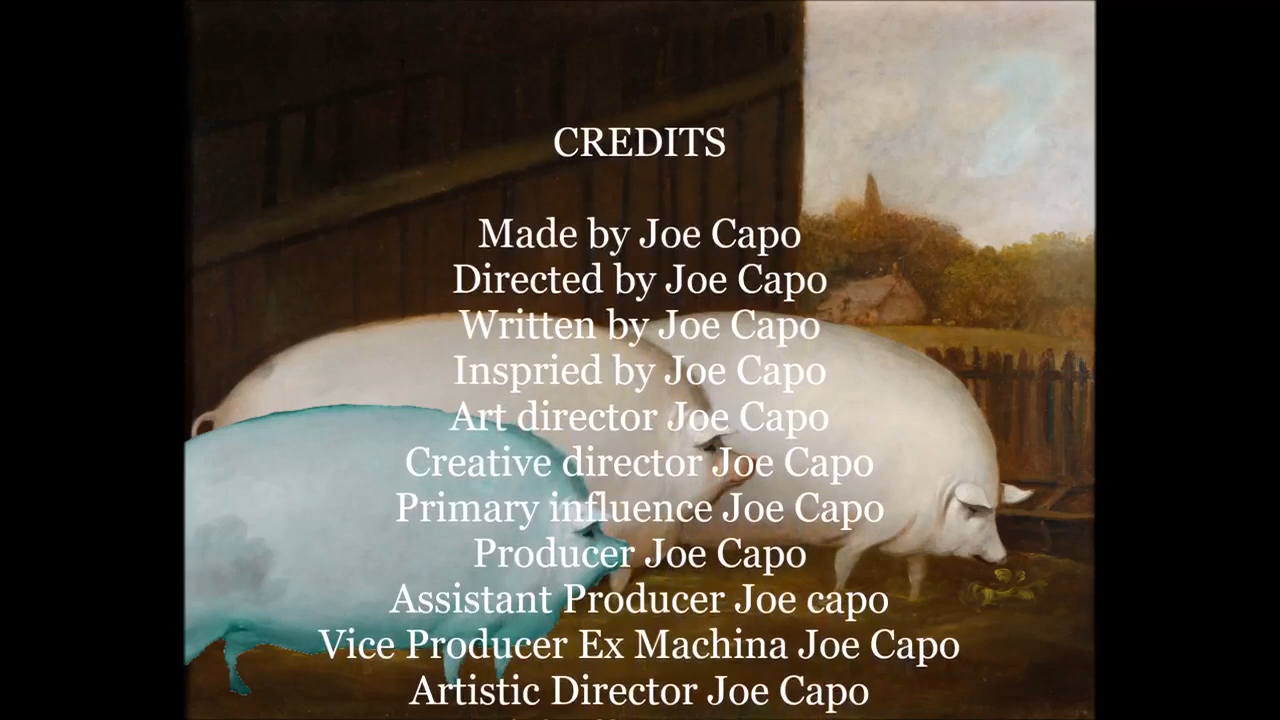 CREDITS
Made by Joe Capo
Directed by Joe Capo
Written by Joe Capo
Inspried by Joe Capo
Art director Joe Capo
Creative director Joe Capo
Primary influence Joe Capo
Producer Joe Capo
Assistant Producer Joe capo
Vice Producer Ex Machina Joe Capo
Artistic Director Joe Capo